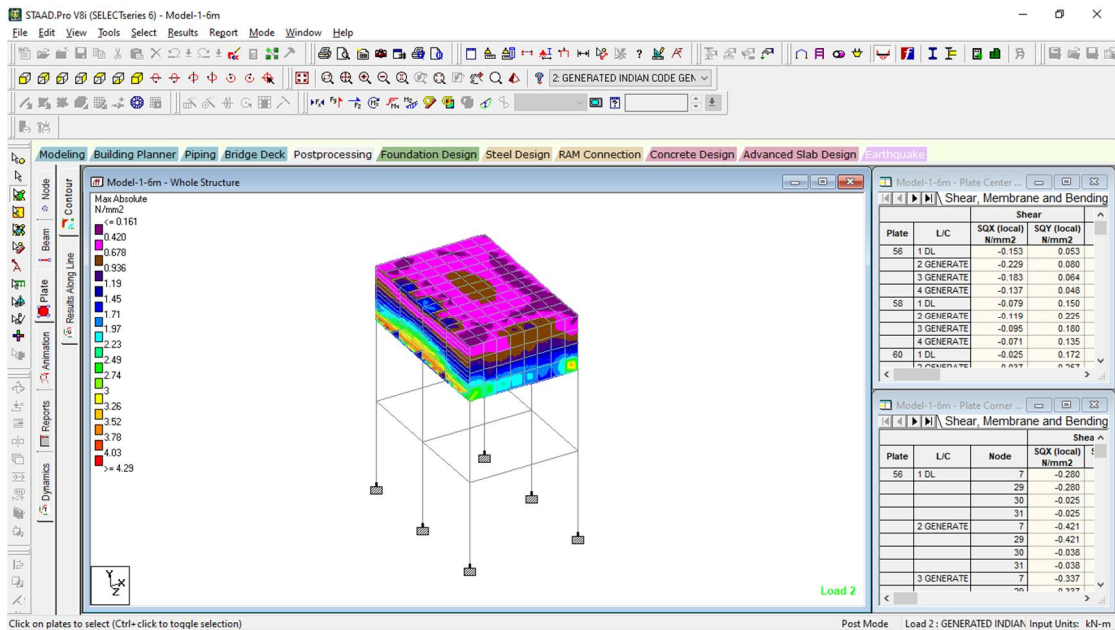 STAAD.Pro V8i (SELECTseries 6) - Model-1-6m
File Edit View Tools Select Results Report Mode Window Help
2: GENERATED INDIAN CODE GEN
Modeling Building Planner Piping Bridge Deck Postprocessing Foundation Design Steel Design RAM Connection Concrete Design Advanced Slab Design Earthquake
Node
Beam
Plate
Animation
Reports
Dynamics
Contour
Results Along Line
Model-1-6m - Whole Structure
Max Absolute
N/mm2
<= 0.161
0.420
0.678
0.936
1.19
1.45
1.71
1.97
2.23
2.49
2.74
3
3.26
3.52
3.78
4.03
>= 4.29
Y
X
Z
Load 2
Model-1-6m - Plate Center ...
Shear, Membrane and Bending
Shear
Plate L/C SQX (local) N/mm2 SQY (local) N/mm2
56 1 DL -0.153 0.053
2 GENERATE -0.229 0.080
3 GENERATE -0.183 0.064
4 GENERATE -0.137 0.048
58 1 DL -0.079 0.150
2 GENERATE -0.119 0.225
3 GENERATE -0.095 0.180
4 GENERATE -0.071 0.135
60 1 DL -0.025 0.172
Model-1-6m - Plate Corner ...
Shear, Membrane and Bending
Shea
Plate L/C Node SQX (local) N/mm2
56 1 DL 7 -0.280
29 -0.280
30 -0.025
31 -0.025
2 GENERATE 7 -0.421
29 -0.421
30 -0.038
31 -0.038
3 GENERATE 7 -0.337
Click on plates to select (Ctrl+click to toggle selection) Post Mode Load 2 : GENERATED INDIAN Input Units: kN-m